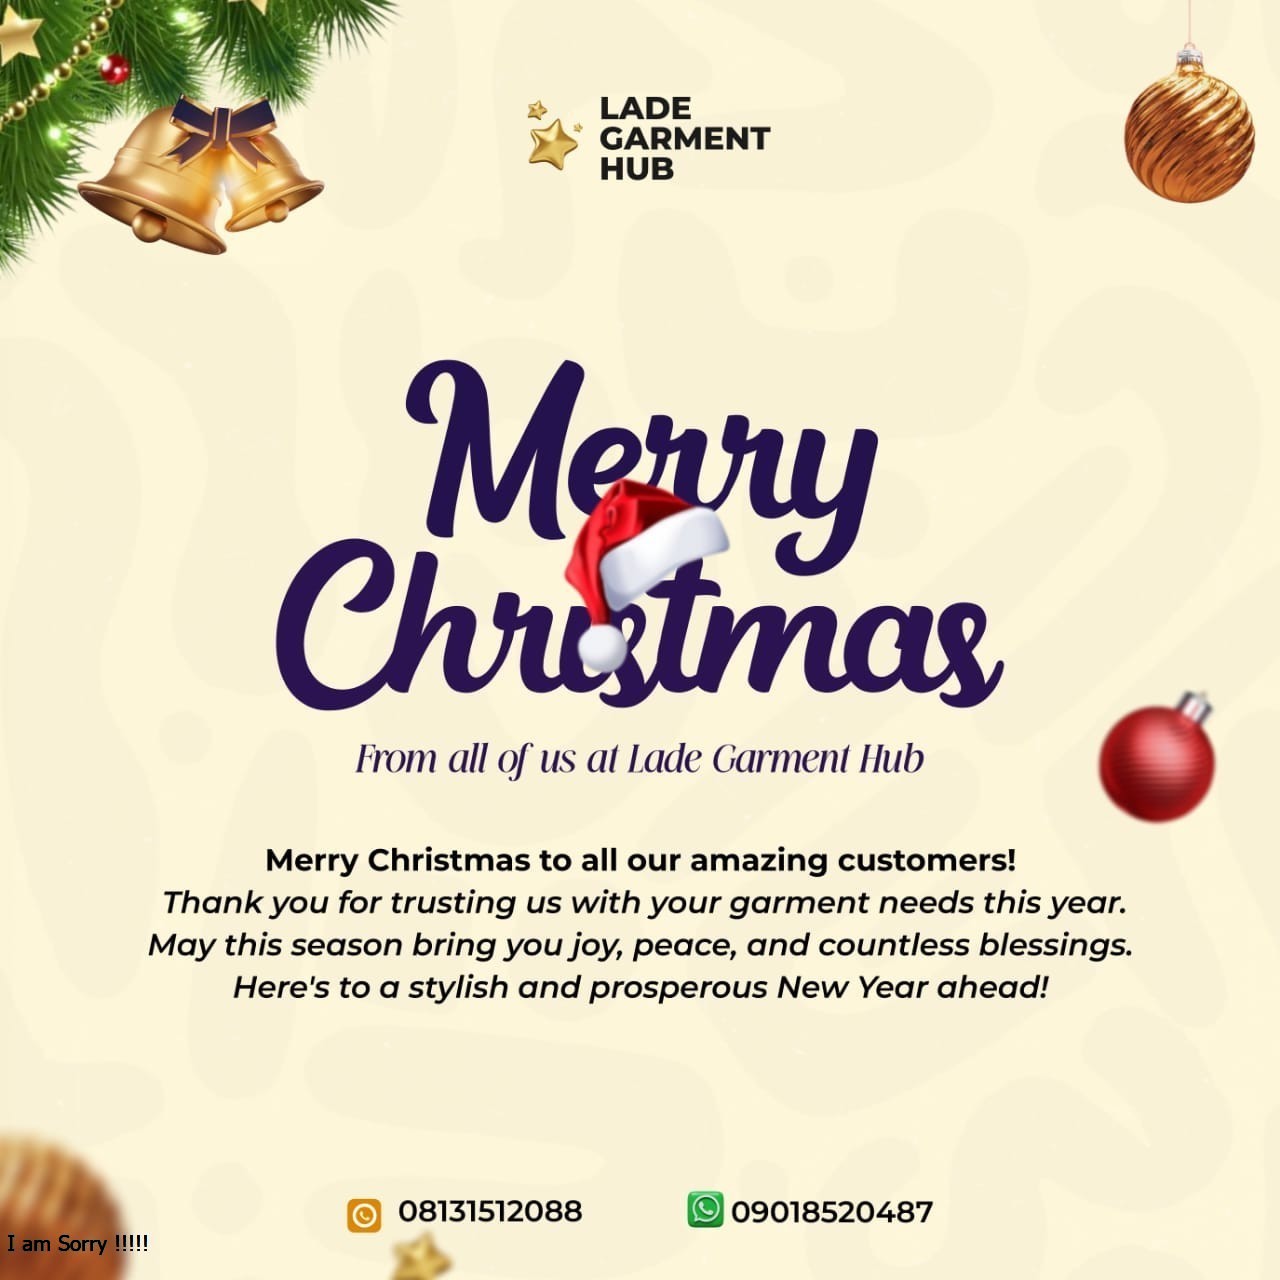 LADE
GARMENT
HUB
Merry
Christmas
From all of us at Lade Garment Hub
Merry Christmas to all our amazing customers!
Thank you for trusting us with your garment needs this year.
May this season bring you joy, peace, and countless blessings.
Here's to a stylish and prosperous New Year ahead!
08131512088
09018520487
I am Sorry !!!!!